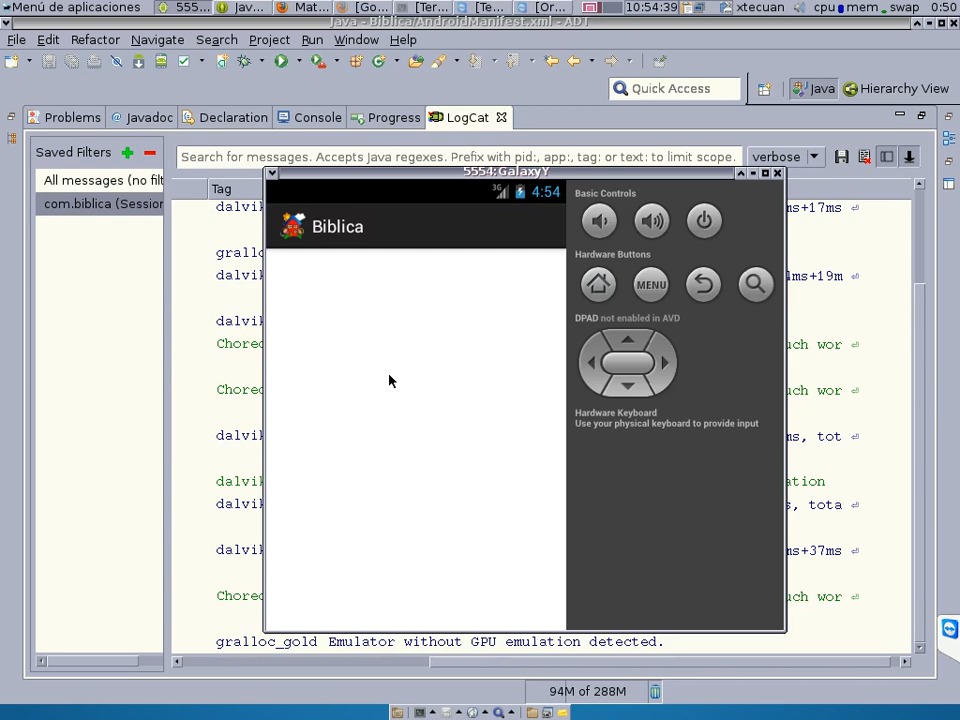 Menú de aplicaciones 555... Jav... Mat... [Go... [Ter... [Te... [Or... 10:54:39 xtecuan cpu mem swap 0:50
Java - Biblica/AndroidManifest.xml - ADT
File Edit Refactor Navigate Search Project Run Window Help
Quick Access Java Hierarchy View
Problems Javadoc Declaration Console Progress LogCat
Saved Filters
Search for messages. Accepts Java regexes. Prefix with pid:, app:, tag: or text: to limit scope. verbose
All messages (no filt
com.biblica (Session
Tag
5554:GalaxyY
3G 4:54
Biblica
Basic Controls
Hardware Buttons
MENU
DPAD not enabled in AVD
Hardware Keyboard
Use your physical keyboard to provide input
dalvik ms+17ms
grallo
dalvik ms+19m
dalvik
Choreo uch wor
Choreo uch wor
dalvik ms, tot
dalvik ation
dalvik s, tota
dalvik ms+37ms
Choreo uch wor
gralloc_gold Emulator without GPU emulation detected.
94M of 288M